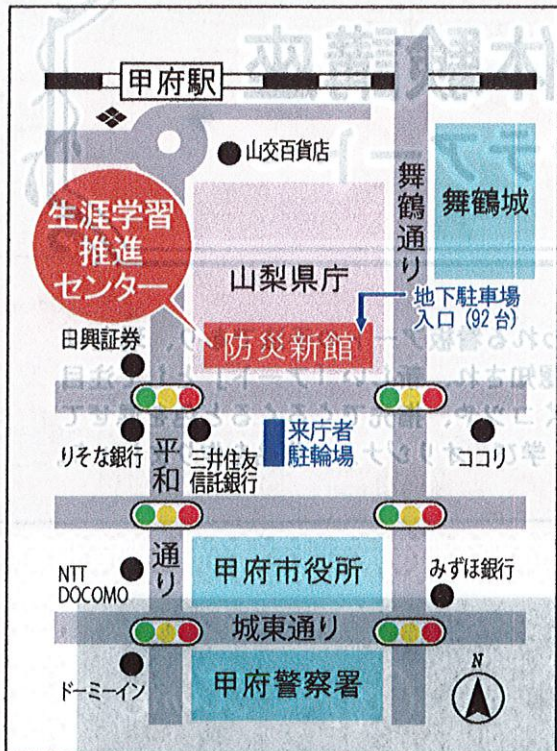 甲府駅
山交百貨店
舞鶴通り
舞鶴城
生涯学習
推進
センター
山梨県庁
地下駐車場
入口(92台)
防災新館
日興証券
りそな銀行
平和通り
三井住友
信託銀行
来庁者
駐輪場
ココリ
NTT
DOCOMO
甲府市役所
みずほ銀行
城東通り
ドーミーイン
甲府警察署
N